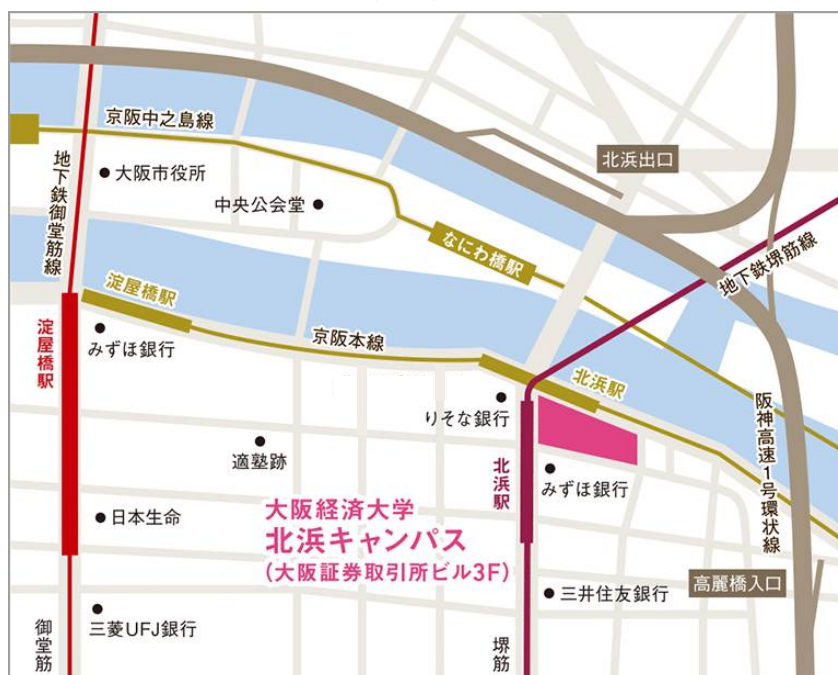 京阪中之島線
地下鉄御堂筋線
大阪市役所
中央公会堂
北浜出口
なにわ橋駅
地下鉄堺筋線
淀屋橋駅
淀屋橋駅
みずほ銀行
京阪本線
北浜駅
りそな銀行
適塾跡
北浜駅
みずほ銀行
阪神高速1号環状線
日本生命
大阪経済大学
北浜キャンパス
(大阪証券取引所ビル3F)
高麗橋入口
三井住友銀行
三菱UFJ銀行
御堂筋
堺筋